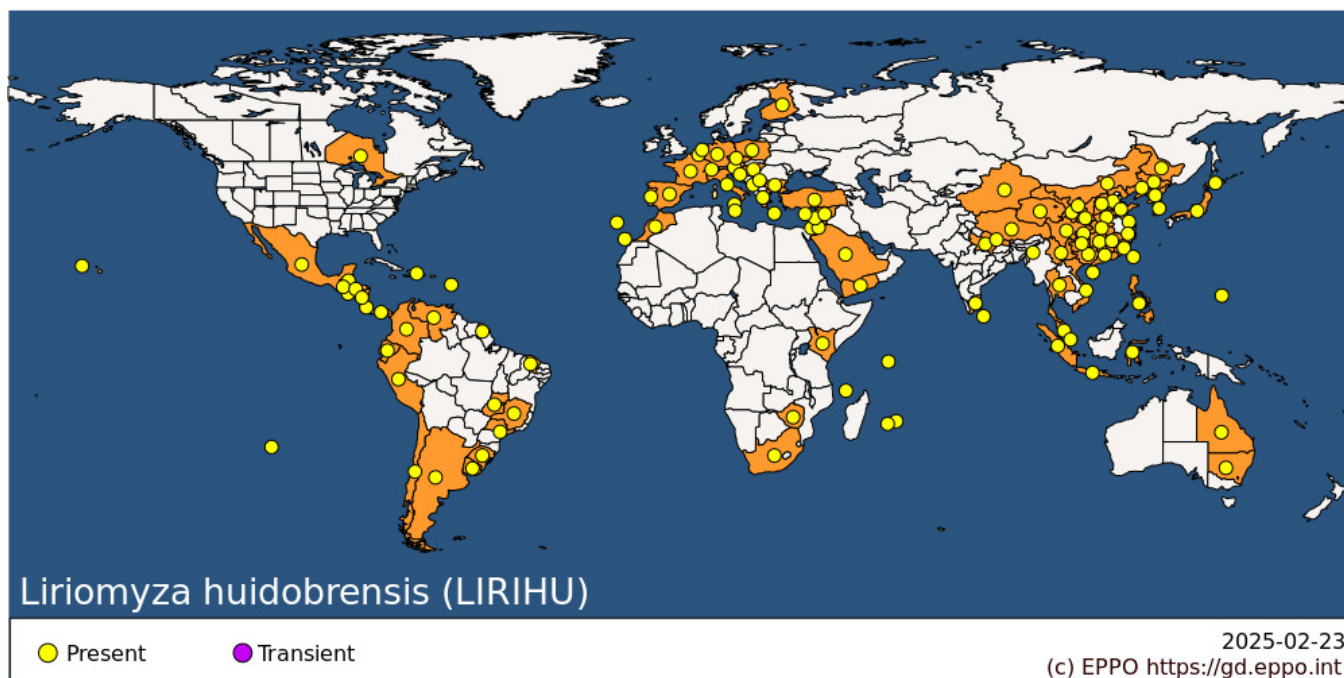 Liriomyza huidobrensis (LIRIHU)
Present
Transient
2025-02-23
(c) EPPO https://gd.eppo.int